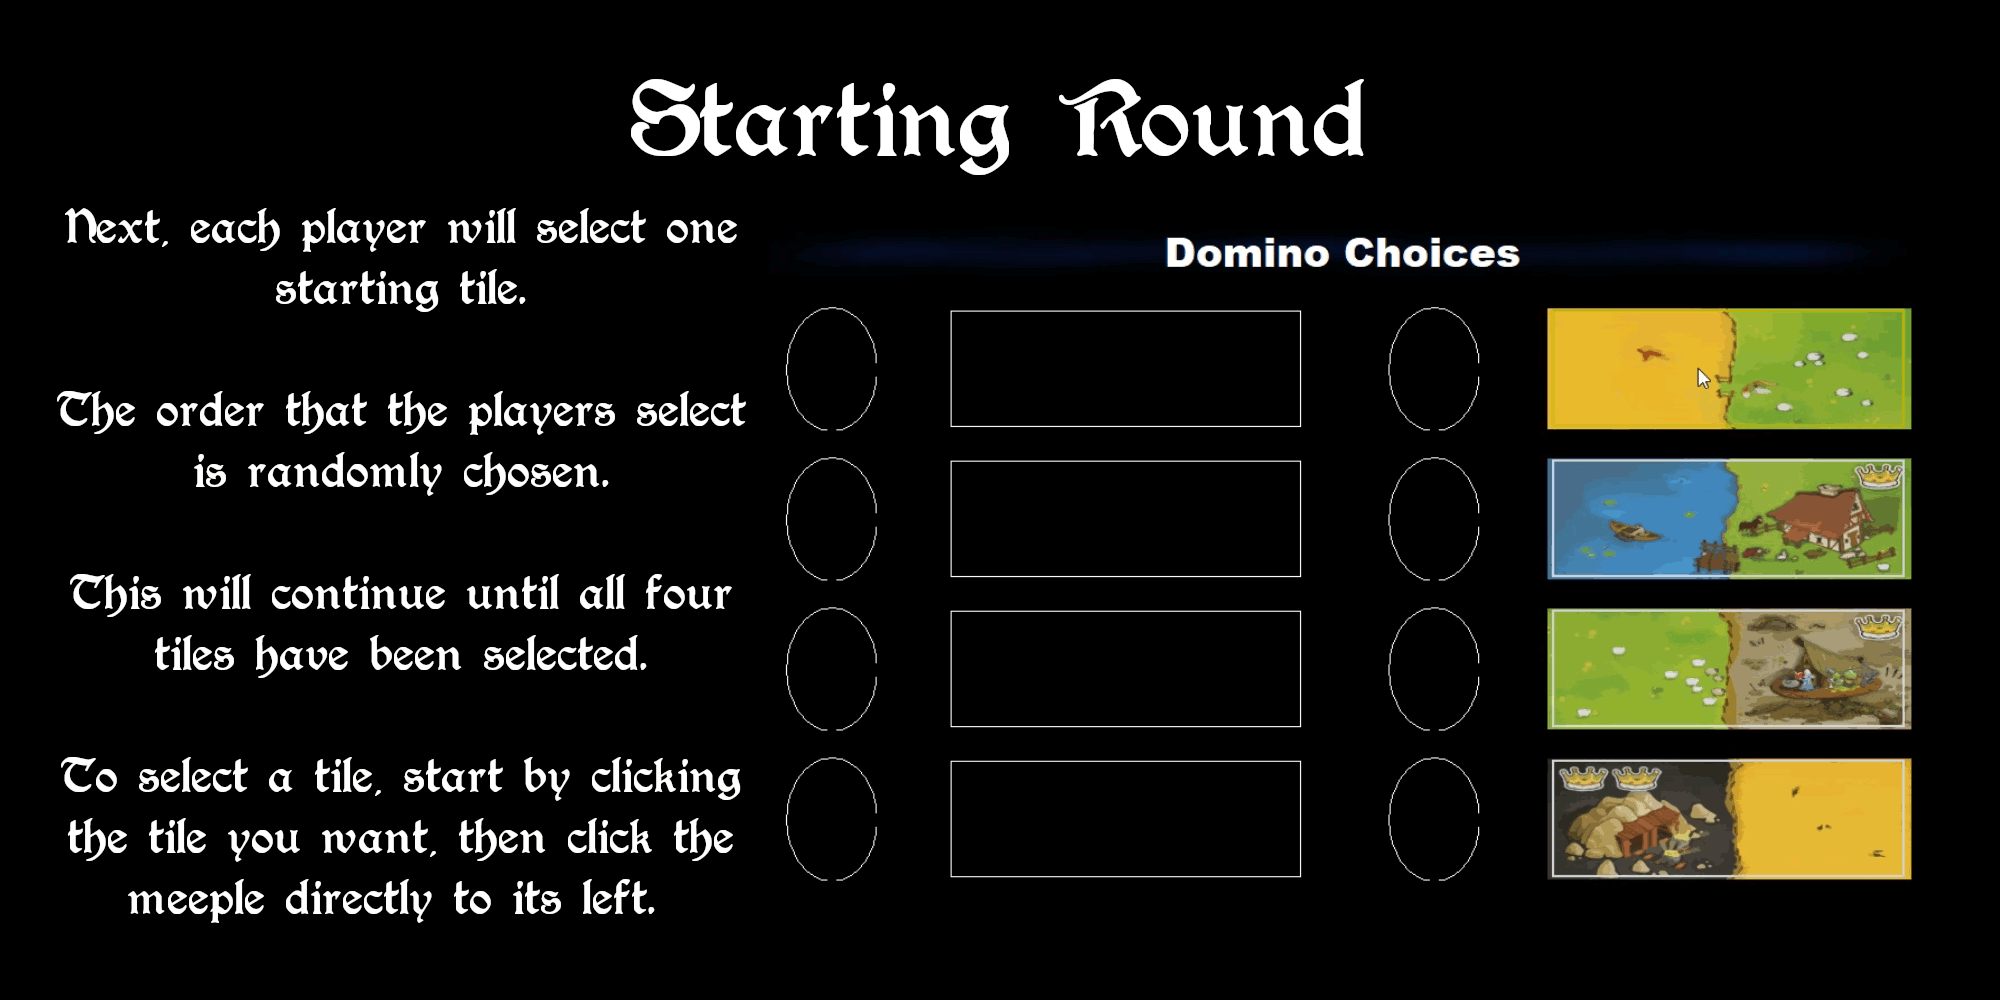 Starting Round
Next, each player will select one
starting tile.
The order that the players select
is randomly chosen.
This will continue until all four
tiles have been selected.
To select a tile, start by clicking
the tile you want, then click the
meeple directly to its left.
Domino Choices